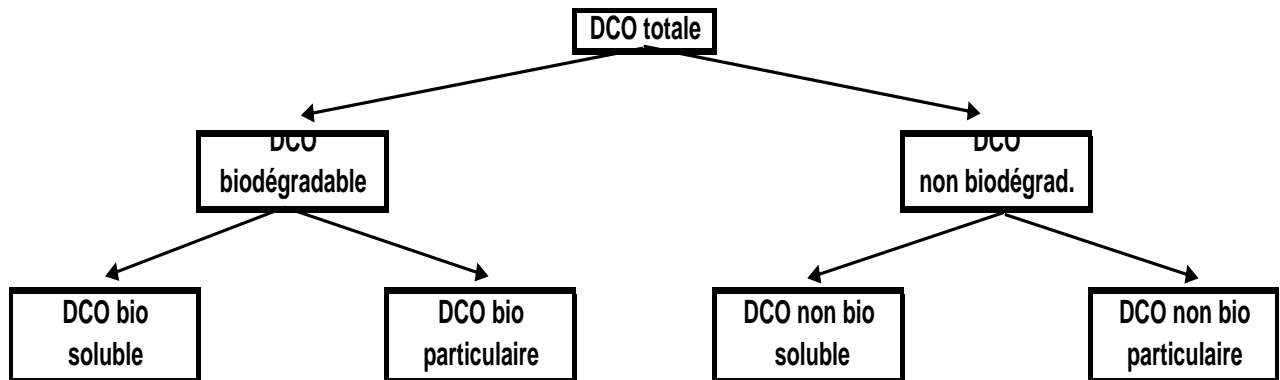 DCO totale
DCO
biodégradable
DCO
non biodégrad.
DCO bio
soluble
DCO bio
particulaire
DCO non bio
soluble
DCO non bio
particulaire